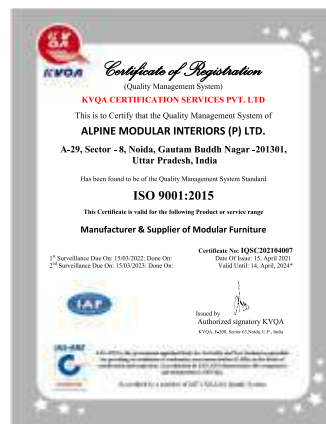 KVQA
KVQA
Certificate of Registration
(Quality Management System)
KVQA CERTIFICATION SERVICES PVT. LTD
This is to Certify that the Quality Management System of
ALPINE MODULAR INTERIORS (P) LTD.
A-29, Sector - 8, Noida, Gautam Buddh Nagar -201301,
Uttar Pradesh, India
Has been found to be of the Quality Management System Standard
ISO 9001:2015
This Certificate is valid for the following Product or service range
Manufacturer & Supplier of Modular Furniture
Certificate No: IQSC202104007
1st Surveillance Due On: 15/03/2022: Done On: Date Of Issue: 15, April 2021
2nd Surveillance Due On: 15/03/2023: Done On: Valid Until: 14, April, 2024*
IAF
Issued by
Authorized signatory KVQA
Noida, U.P., India